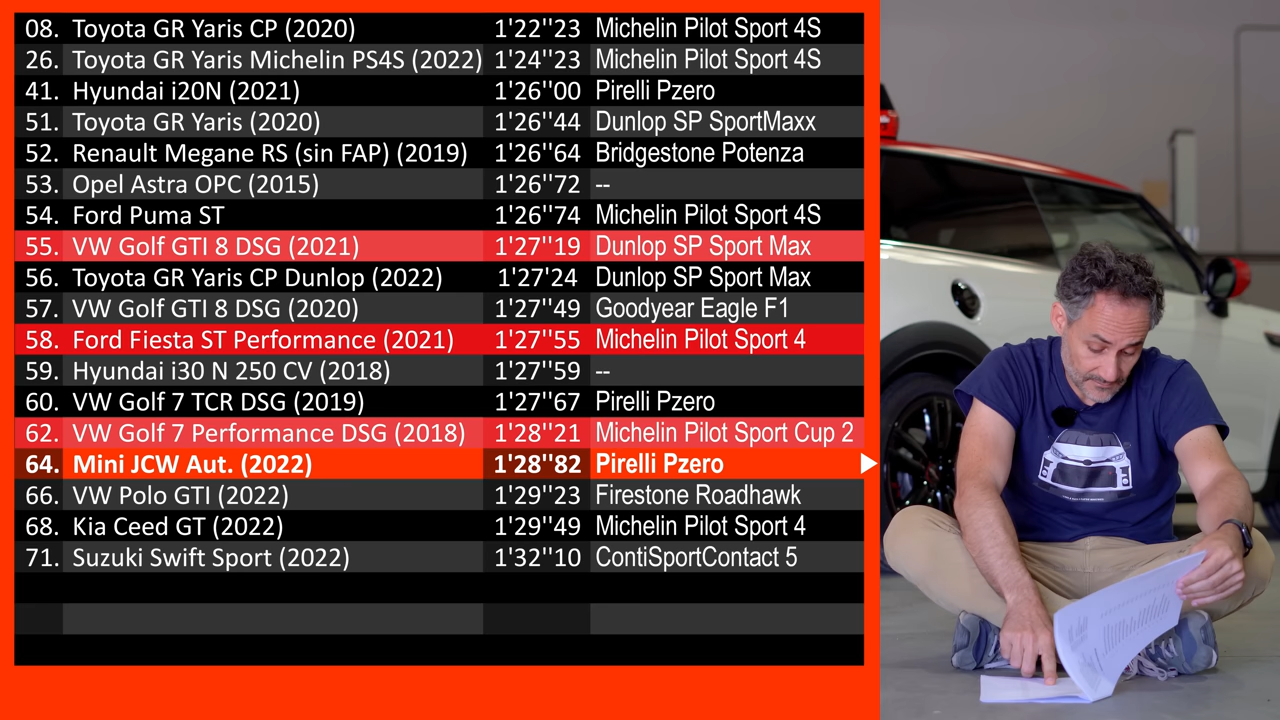 08. Toyota GR Yaris CP (2020) 1'22''23 Michelin Pilot Sport 4S
26. Toyota GR Yaris Michelin PS4S (2022) 1'24''23 Michelin Pilot Sport 4S
41. Hyundai i20N (2021) 1'26''00 Pirelli Pzero
51. Toyota GR Yaris (2020) 1'26''44 Dunlop SP SportMaxx
52. Renault Megane RS (sin FAP) (2019) 1'26''64 Bridgestone Potenza
53. Opel Astra OPC (2015) 1'26''72 --
54. Ford Puma ST 1'26''74 Michelin Pilot Sport 4S
55. VW Golf GTI 8 DSG (2021) 1'27''19 Dunlop SP Sport Max
56. Toyota GR Yaris CP Dunlop (2022) 1'27'24 Dunlop SP Sport Max
57. VW Golf GTI 8 DSG (2020) 1'27''49 Goodyear Eagle F1
58. Ford Fiesta ST Performance (2021) 1'27''55 Michelin Pilot Sport 4
59. Hyundai i30 N 250 CV (2018) 1'27''59 --
60. VW Golf 7 TCR DSG (2019) 1'27''67 Pirelli Pzero
62. VW Golf 7 Performance DSG (2018) 1'28''21 Michelin Pilot Sport Cup 2
64. Mini JCW Aut. (2022) 1'28''82 Pirelli Pzero
66. VW Polo GTI (2022) 1'29''23 Firestone Roadhawk
68. Kia Ceed GT (2022) 1'29''49 Michelin Pilot Sport 4
71. Suzuki Swift Sport (2022) 1'32''10 ContiSportContact 5